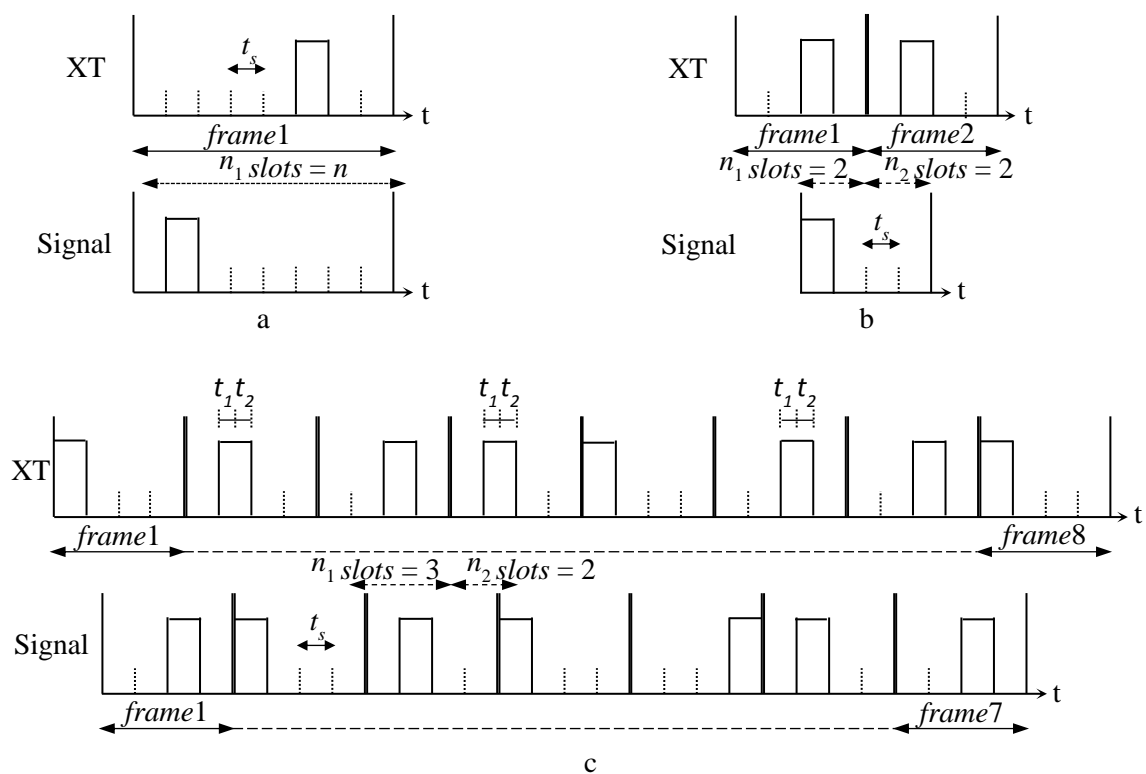 XT
t_s
t
frame1
n_1 slots = n
Signal
t
a
XT
t
frame1 frame2
n_1 slots = 2 n_2 slots = 2
Signal
t_s
t
b
t_1 t_2 t_1 t_2 t_1 t_2
XT
t
frame1 frame8
n_1 slots = 3 n_2 slots = 2
Signal
t_s
t
frame1 frame7
c